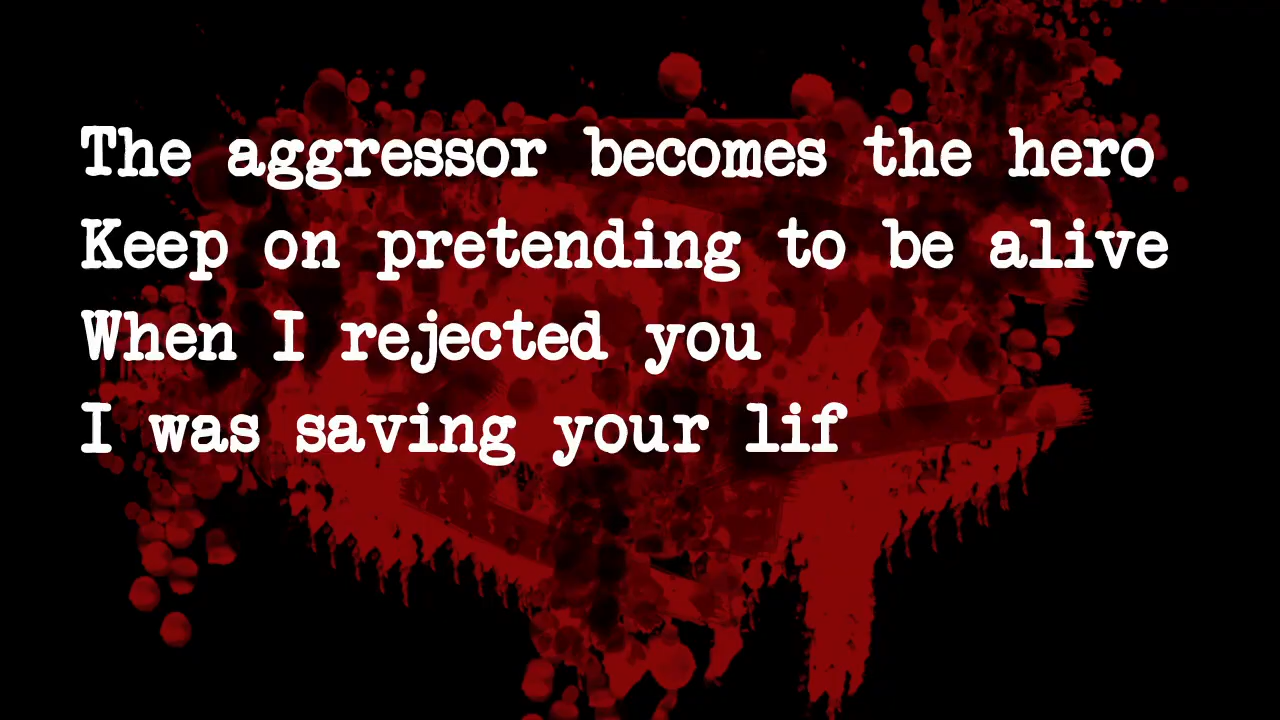 The aggressor becomes the hero
Keep on pretending to be alive
When I rejected you
I was saving your lif